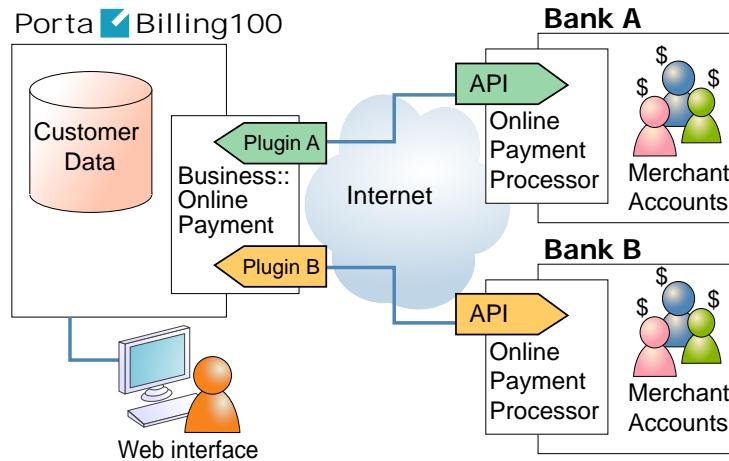 Porta Billing100
Customer
Data
Plugin A
Business::
Online
Payment
Plugin B
Web interface
Internet
Bank A
API
Online
Payment
Processor
$
$
$
Merchant
Accounts
Bank B
API
Online
Payment
Processor
$
$
$
Merchant
Accounts